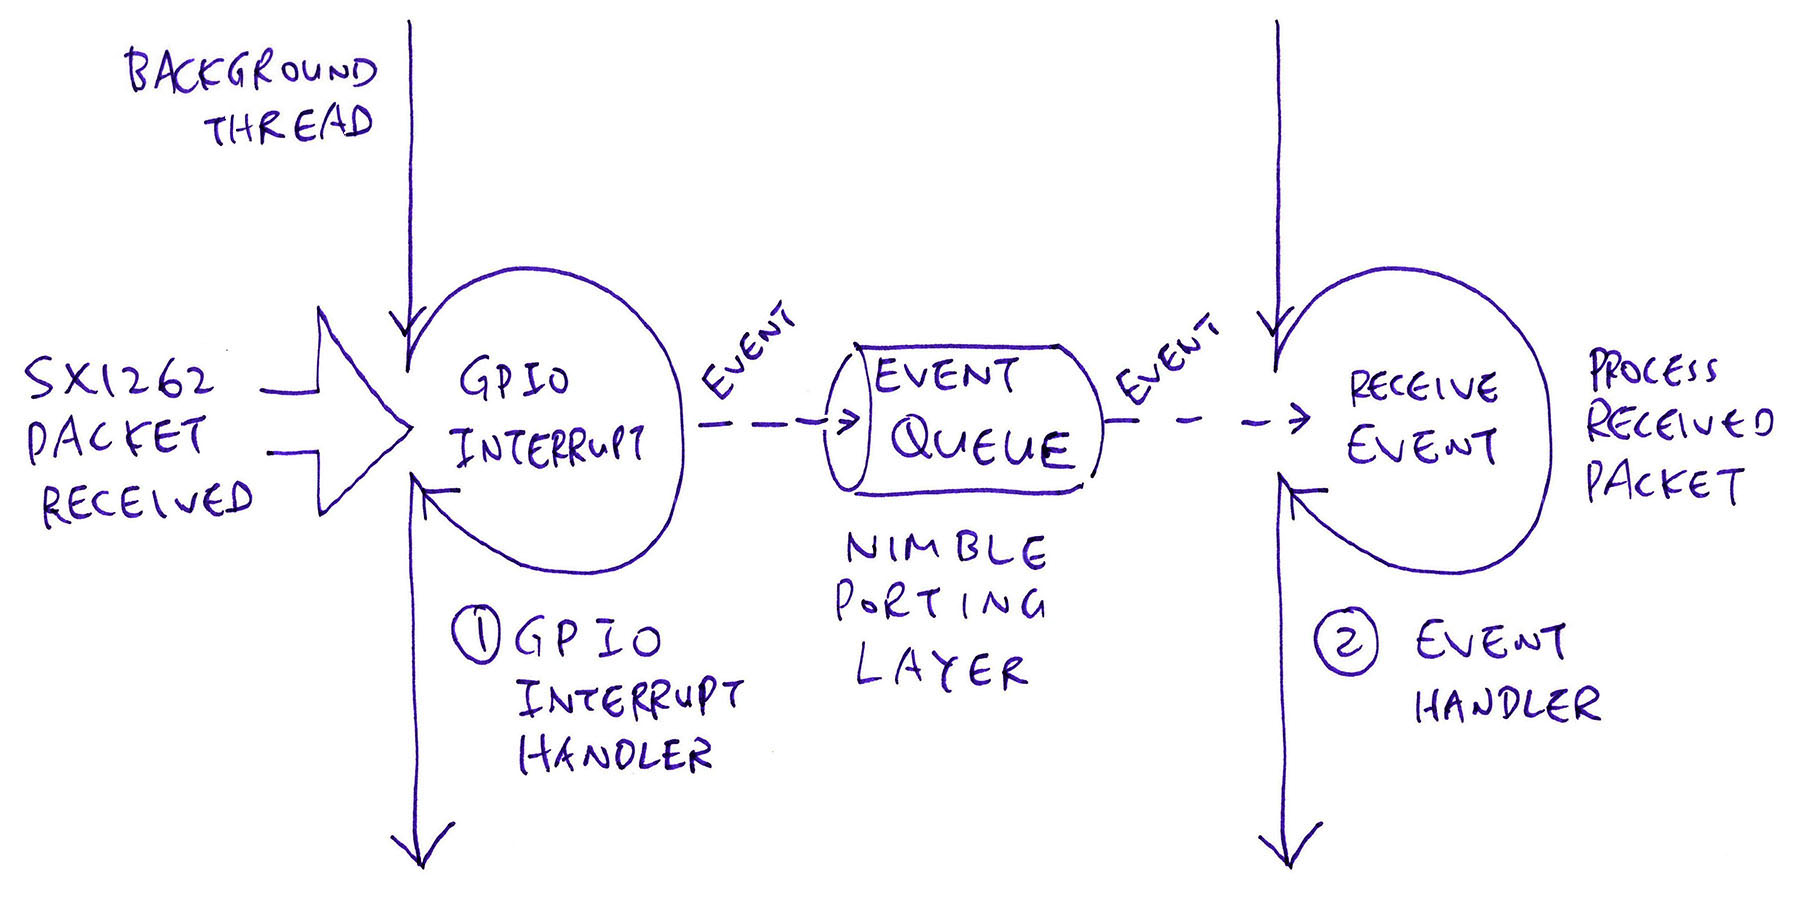 BACKGROUND
THREAD
SX1262
PACKET
RECEIVED
GPIO
INTERRUPT
EVENT
EVENT
QUEUE
NIMBLE
PORTING
LAYER
EVENT
RECEIVE
EVENT
PROCESS
RECEIVED
PACKET
① GPIO
INTERRUPT
HANDLER
② EVENT
HANDLER